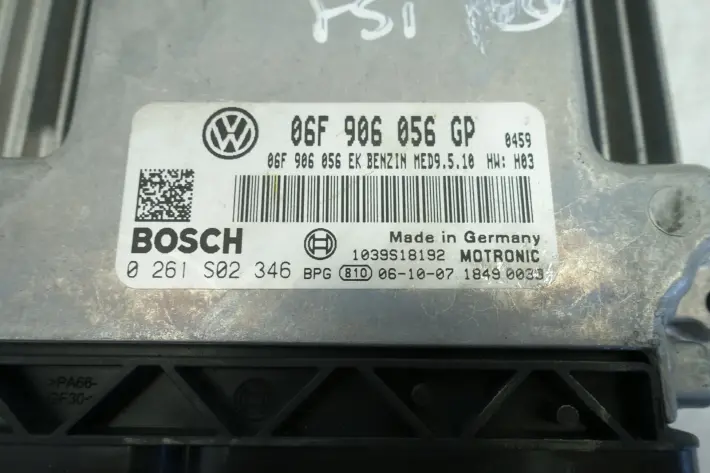 FSI
VW
06F 906 056 GP 0459
06F 906 056 EK BENZIN MED9.5.10 HW: H03
BOSCH
Made in Germany
1039S18192 MOTRONIC
0 261 S02 346 BPG 810 06-10-07 1849 0033
>PA66-
GF30<